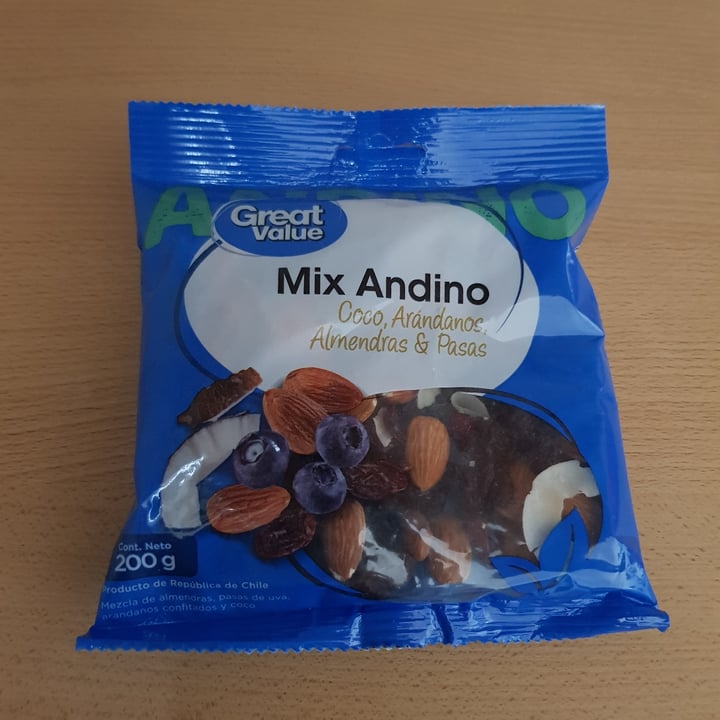 Great
Value
Mix Andino
Coco, Arándanos,
Almendras & Pasas
Cont. Neto
200 g
Producto de República de Chile
Mezcla de almendras, pasas de uva,
arandanos confitados y coco